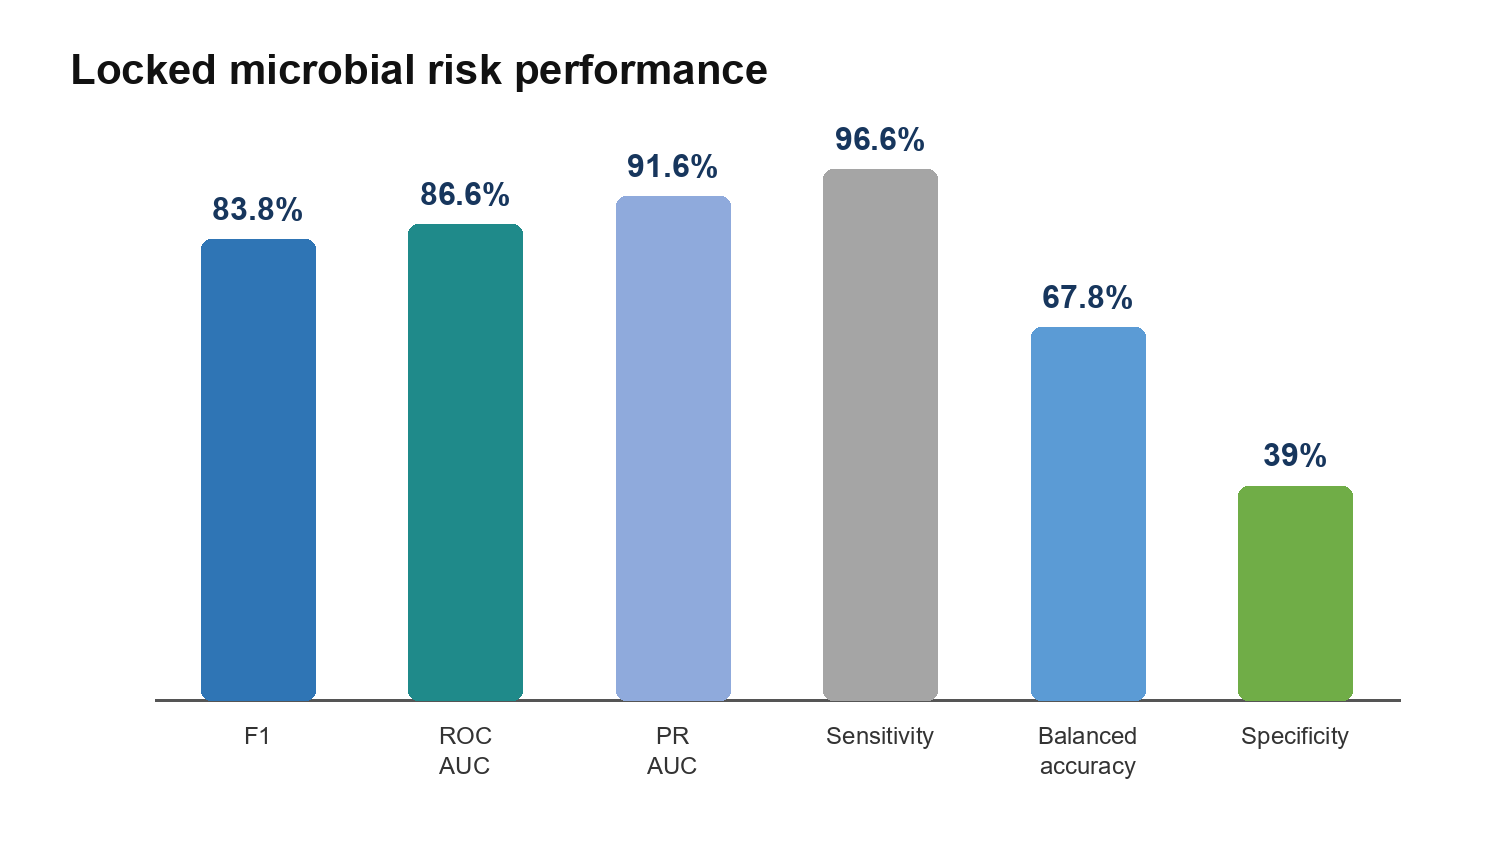 Locked microbial risk performance
83.8%
86.6%
91.6%
96.6%
67.8%
39%
F1
ROC
AUC
PR
AUC
Sensitivity
Balanced
accuracy
Specificity